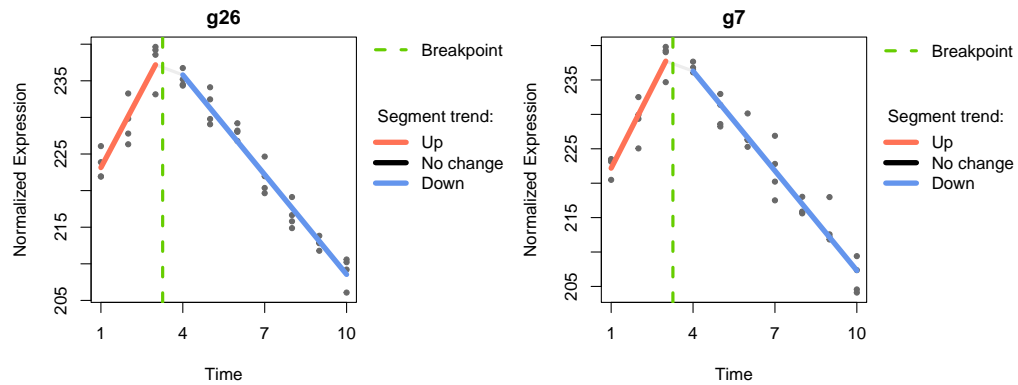 g26
Normalized Expression
205
215
225
235
1 4 7 10
Time
Breakpoint
Segment trend:
Up
No change
Down
g7
Normalized Expression
205
215
225
235
1 4 7 10
Time
Breakpoint
Segment trend:
Up
No change
Down